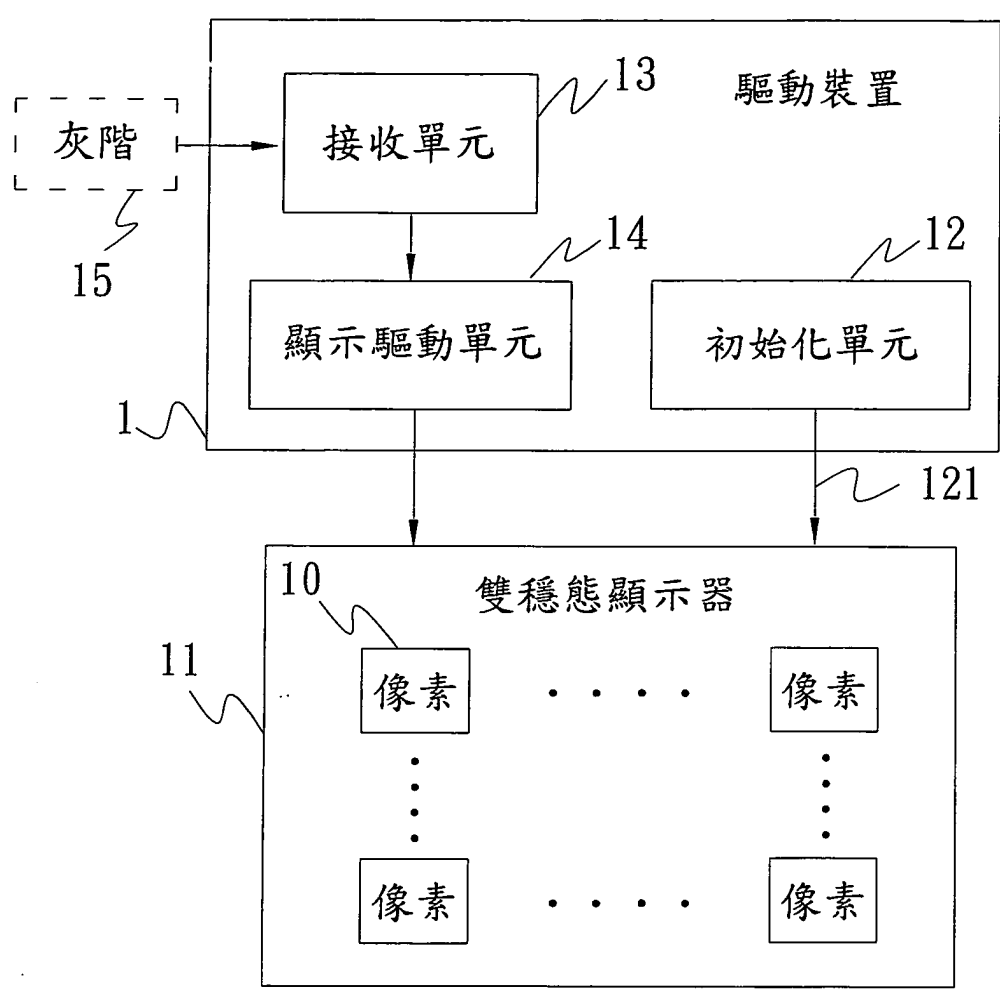 13
驅動裝置
灰階
接收單元
15
14
12
顯示驅動單元
初始化單元
1
121
10
雙穩態顯示器
11
像素
像素
像素
像素